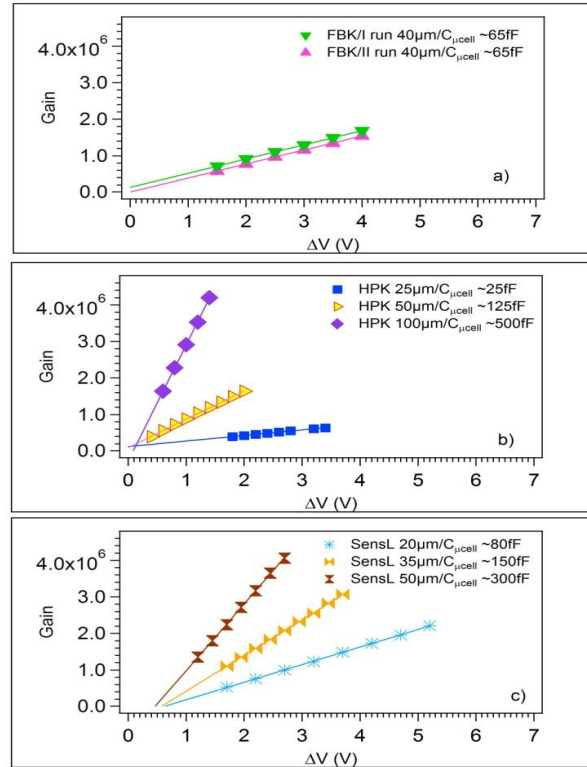 4.0x10⁶
3.0
2.0
1.0
0.0
Gain
FBK/I run 40µm/Cµcell ~65fF
FBK/II run 40µm/Cµcell ~65fF
a)
0 1 2 3 4 5 6 7
ΔV (V)
4.0x10⁶
3.0
2.0
1.0
0.0
Gain
HPK 25µm/Cµcell ~25fF
HPK 50µm/Cµcell ~125fF
HPK 100µm/Cµcell ~500fF
b)
0 1 2 3 4 5 6 7
ΔV (V)
4.0x10⁶
3.0
2.0
1.0
0.0
Gain
SensL 20µm/Cµcell ~80fF
SensL 35µm/Cµcell ~150fF
SensL 50µm/Cµcell ~300fF
c)
0 1 2 3 4 5 6 7
ΔV (V)